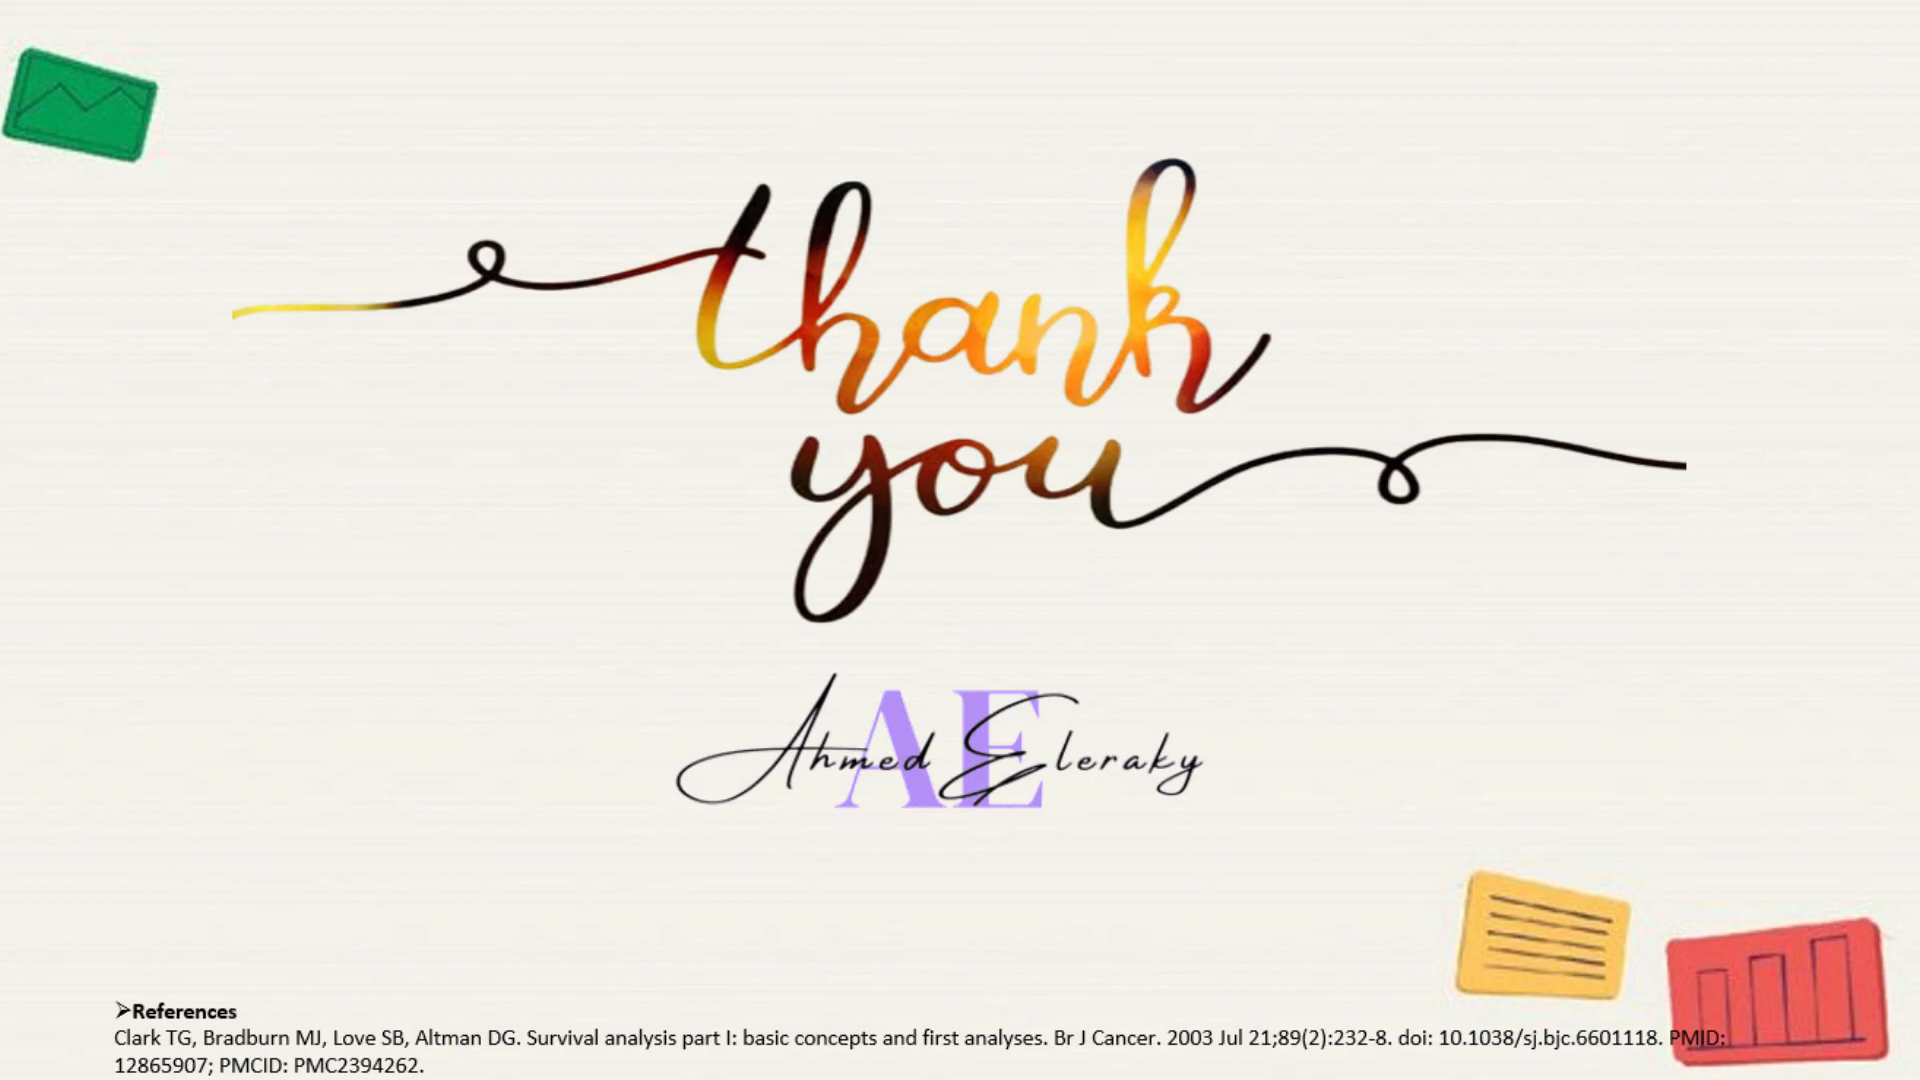 thank
you
AE
Ahmed Eleraky
➢References
Clark TG, Bradburn MJ, Love SB, Altman DG. Survival analysis part I: basic concepts and first analyses. Br J Cancer. 2003 Jul 21;89(2):232-8. doi: 10.1038/sj.bjc.6601118. PMID:
12865907; PMCID: PMC2394262.